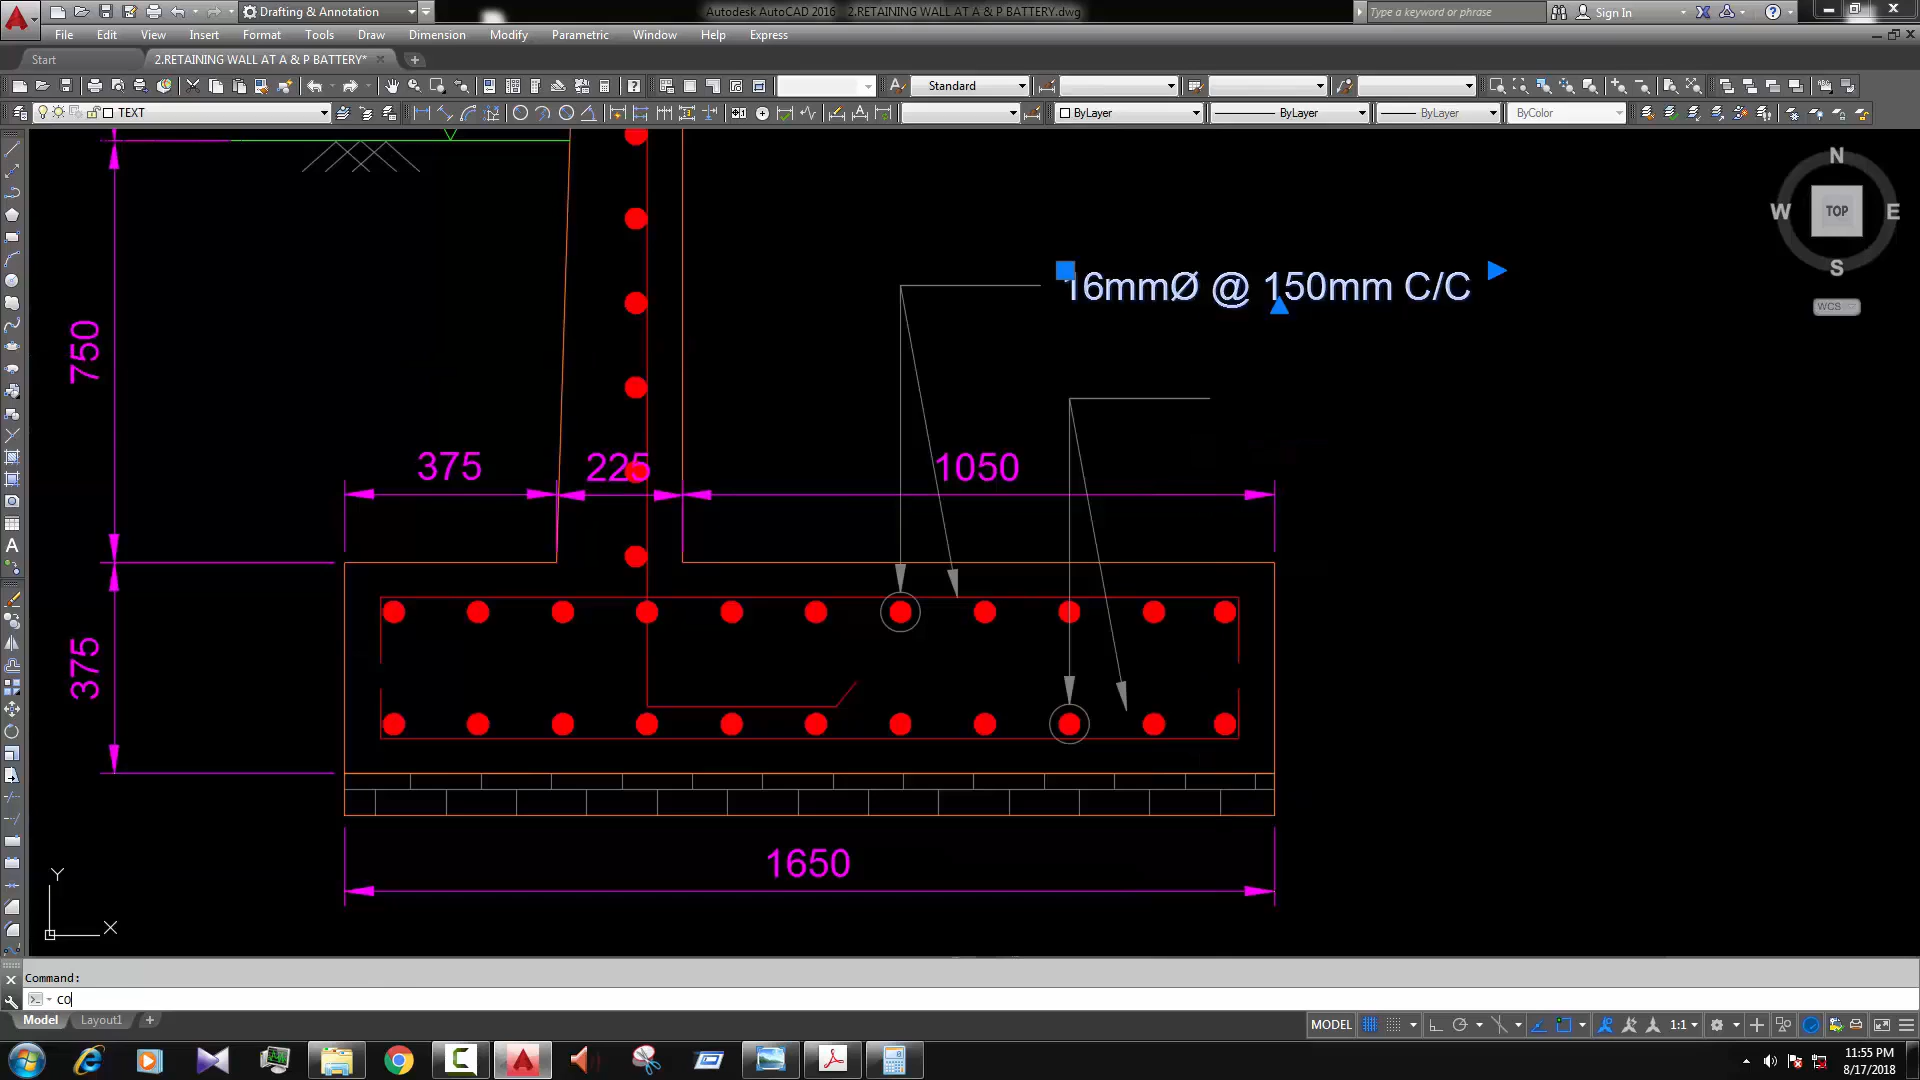 Drafting & Annotation
Autodesk AutoCAD 2016 - 2.RETAINING WALL AT A & P BATTERY.dwg
Type a keyword or phrase
Sign In
File Edit View Insert Format Tools Draw Dimension Modify Parametric Window Help Express
Start
2.RETAINING WALL AT A & P BATTERY*
Standard
TEXT
ByLayer
ByLayer
ByLayer
ByColor
N
W
TOP
E
S
WCS
16mmØ @ 150mm C/C
750
375
225
1050
375
1650
Y
X
Command:
CO
Model
Layout1
MODEL
1:1
11:55 PM
8/17/2018